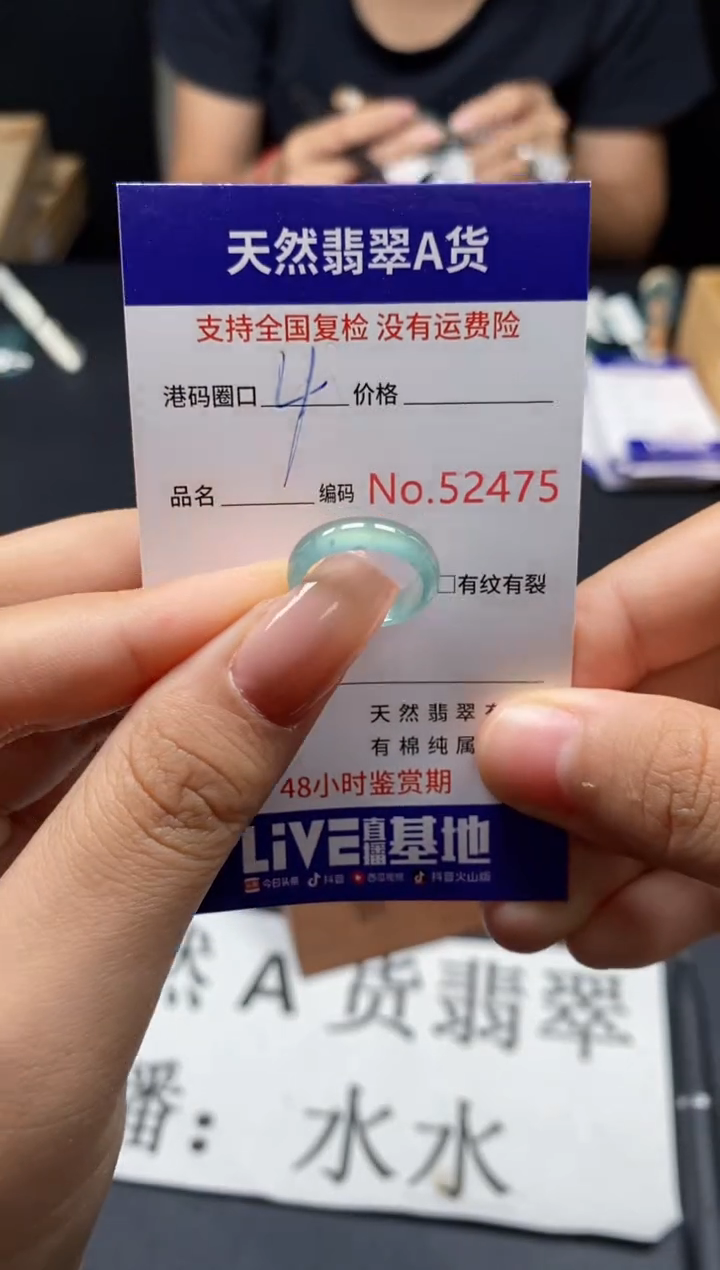 天然翡翠A货
支持全国复检 没有运费险
港码圈口 4 价格
品名 编码 No.52475
□有纹有裂
天然翡翠
有棉纯属
48小时鉴赏期
LiVE直播基地
今日头条 抖音 西瓜视频 抖音火山版
然A货翡翠
播：水水